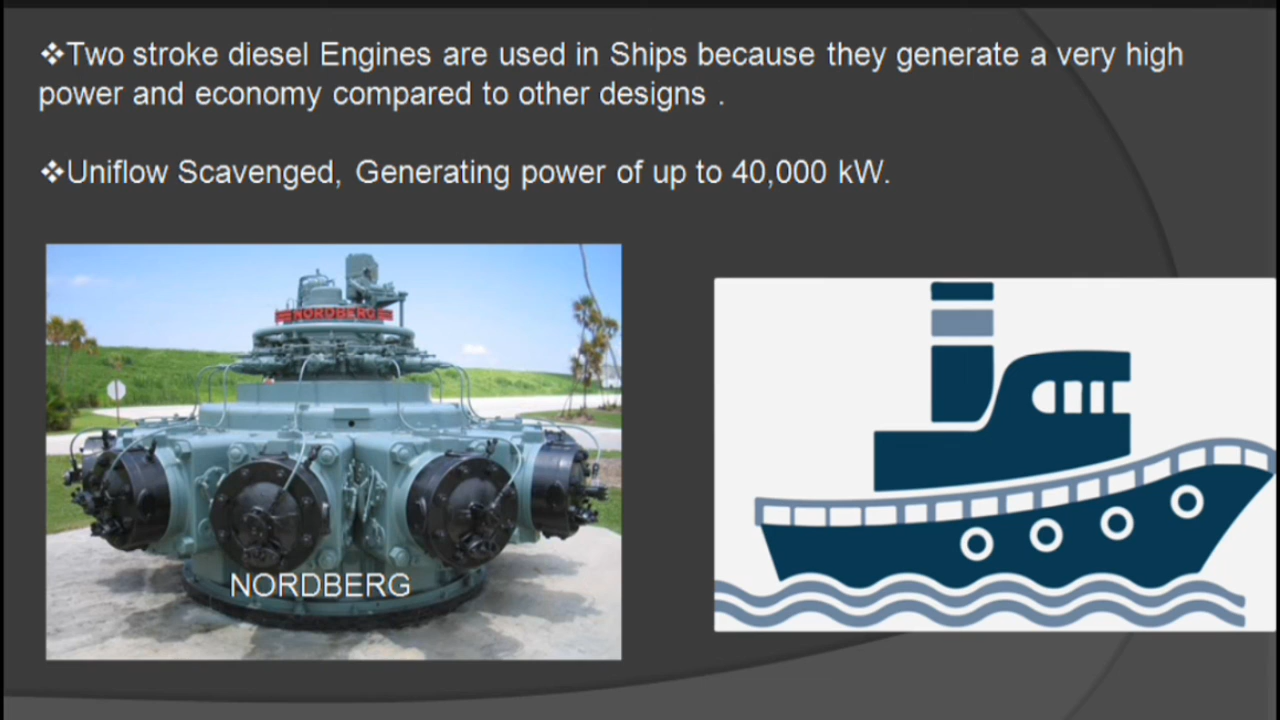 ❖Two stroke diesel Engines are used in Ships because they generate a very high
power and economy compared to other designs .
❖Uniflow Scavenged, Generating power of up to 40,000 kW.
NORDBERG
NORDBERG